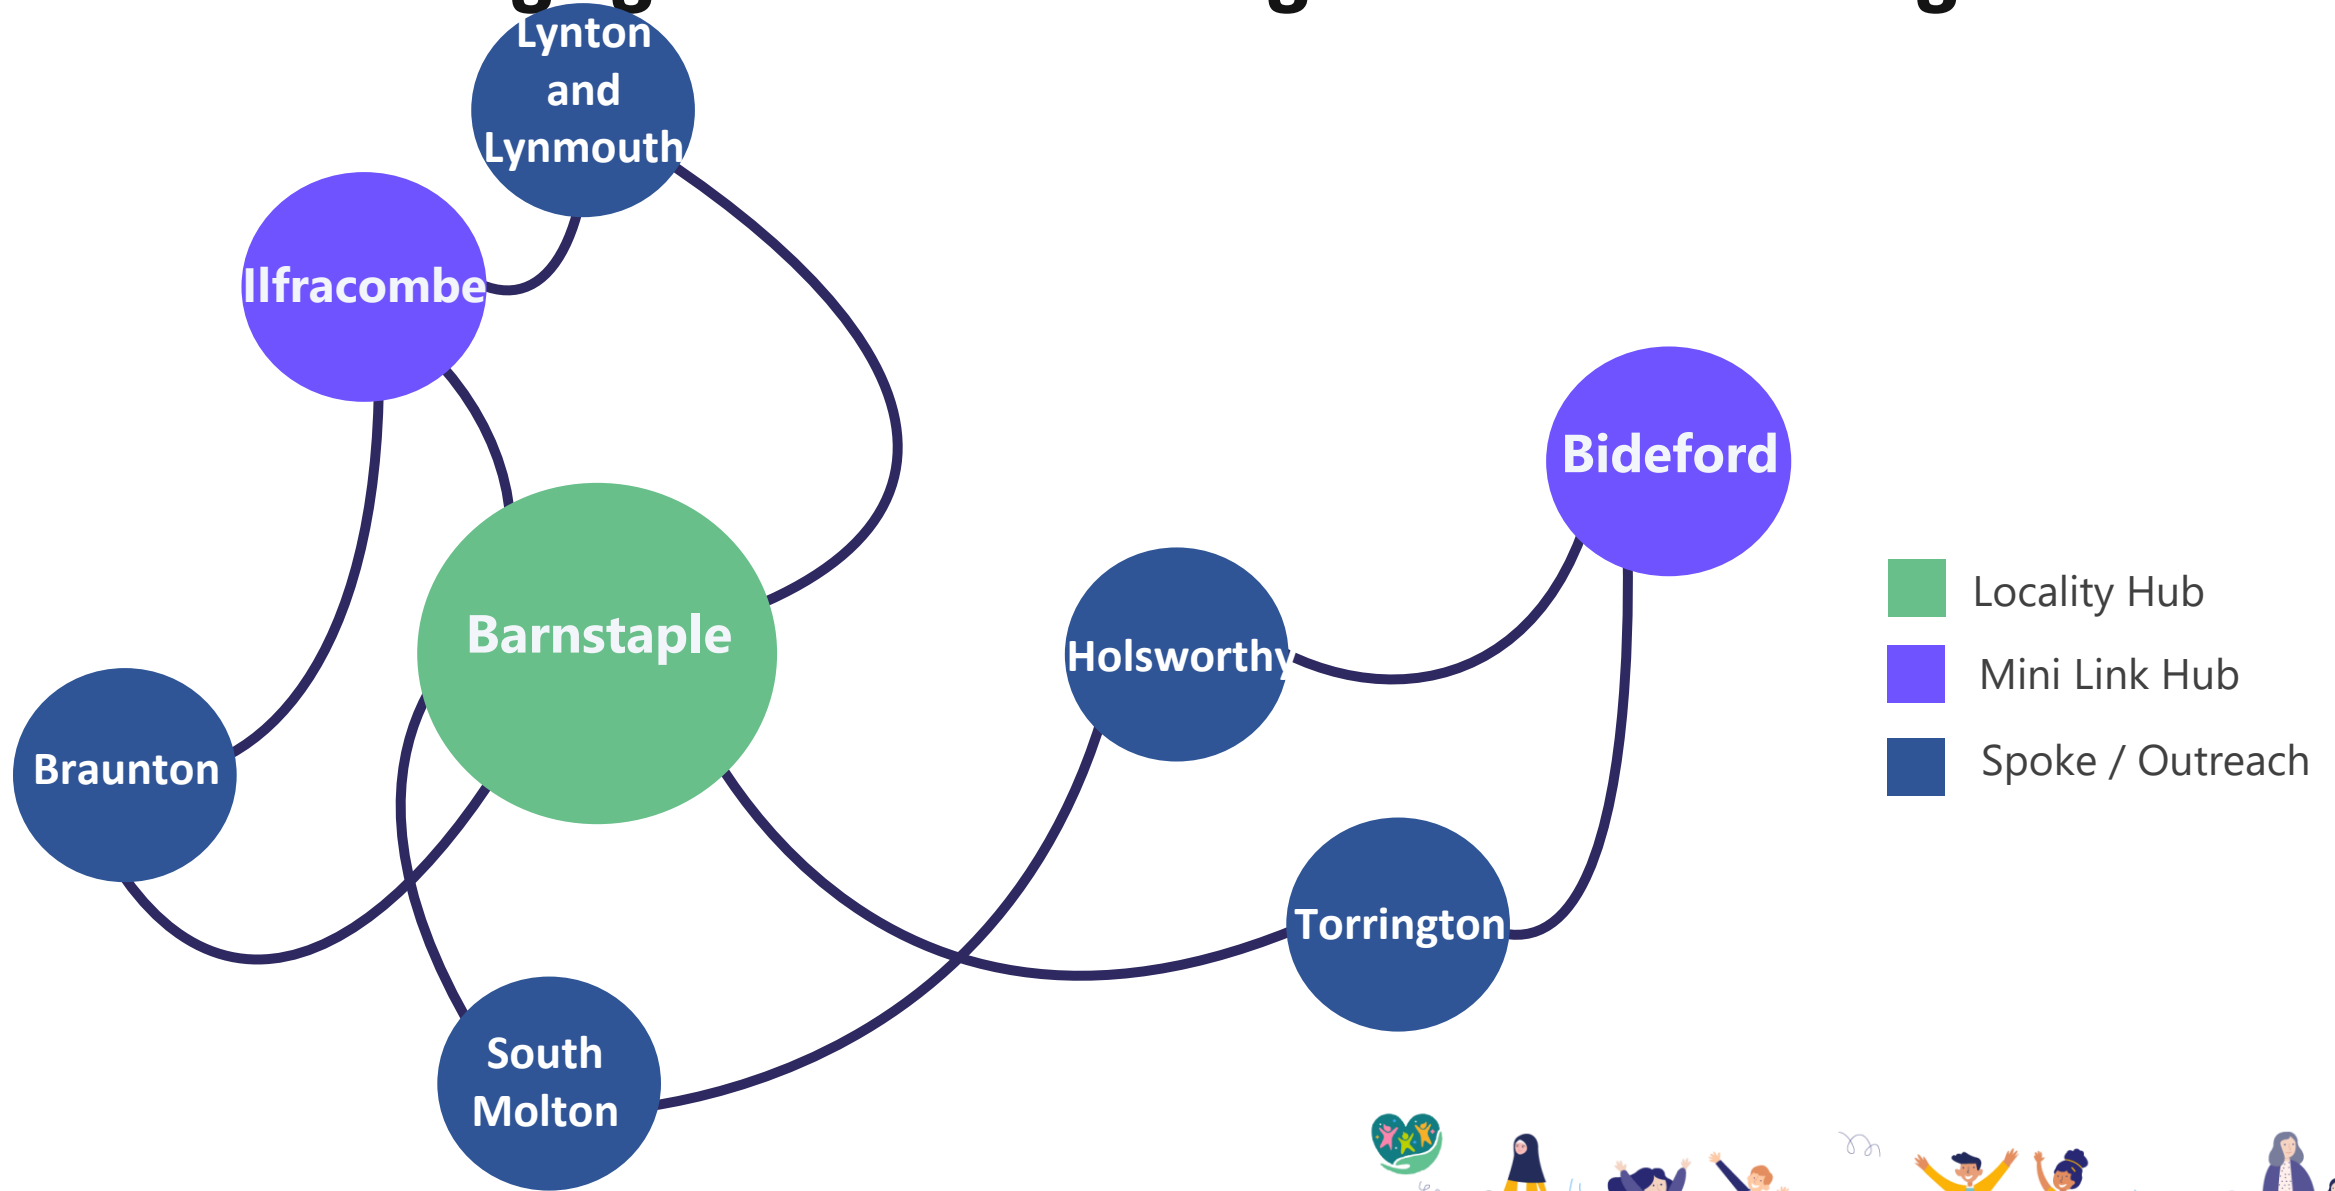 Lynton
and
Lynmouth
Ilfracombe
Bideford
Barnstaple
Holsworthy
Braunton
Torrington
South
Molton
Locality Hub
Mini Link Hub
Spoke / Outreach